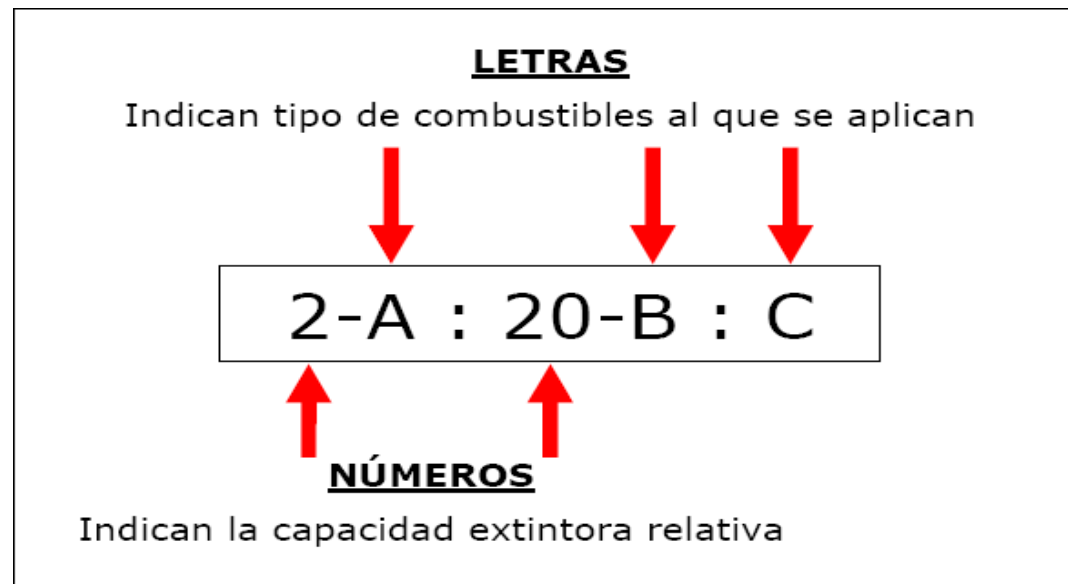 LETRAS
Indican tipo de combustibles al que se aplican
2-A : 20-B : C
NÚMEROS
Indican la capacidad extintora relativa